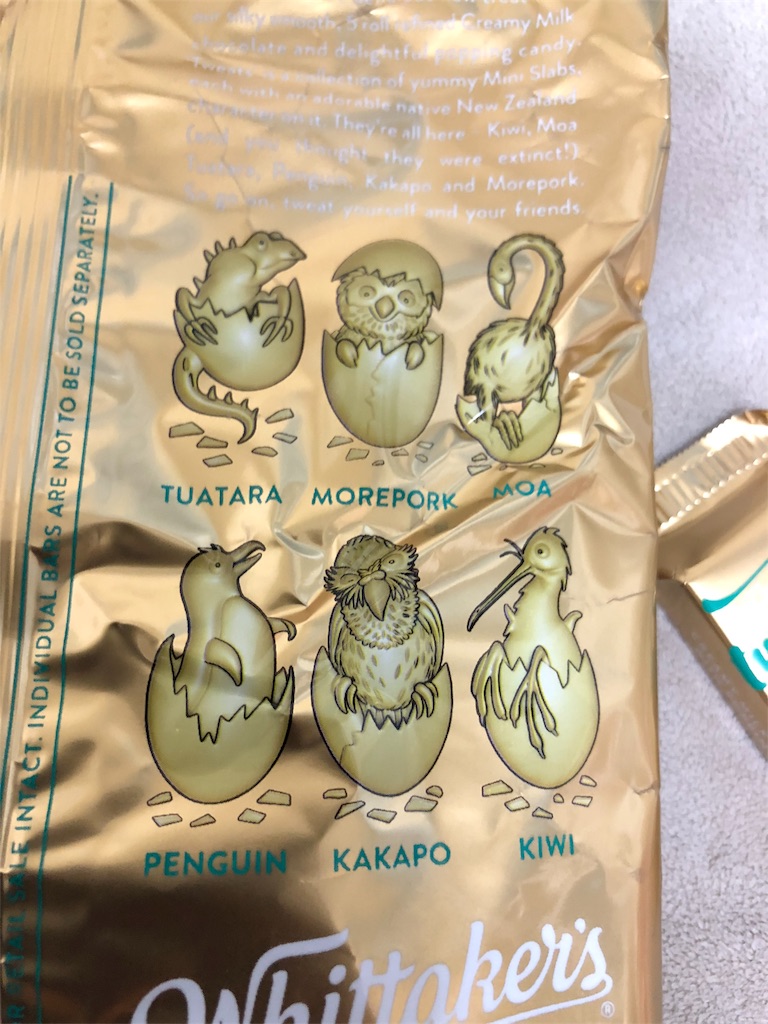 our silky smooth, 5 roll refined Creamy Milk
chocolate and delightful popping candy.
Tweats is a collection of yummy Mini Slabs,
each with an adorable native New Zealand
character on it. They're all here Kiwi, Moa
(and you thought they were extinct!)
Tuatara, Penguin, Kakapo and Morepork.
So go on, tweat yourself and your friends.
TUATARA MOREPORK MOA
PENGUIN KAKAPO KIWI
Whittaker's ®
SALE INTACT. INDIVIDUAL BARS ARE NOT TO BE SOLD SEPARATELY.